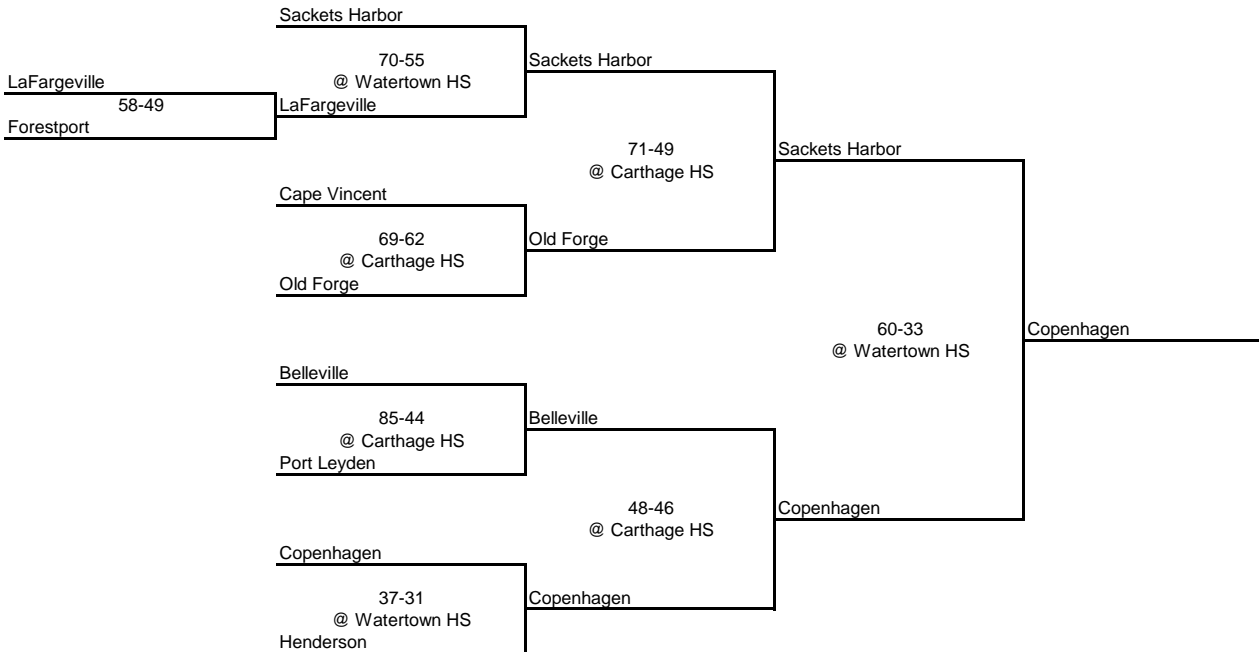 Sackets Harbor
70-55
@ Watertown HS
Sackets Harbor
LaFargeville
58-49
LaFargeville
Forestport
71-49
@ Carthage HS
Sackets Harbor
Cape Vincent
69-62
@ Carthage HS
Old Forge
Old Forge
60-33
@ Watertown HS
Copenhagen
Belleville
85-44
@ Carthage HS
Belleville
Port Leyden
48-46
@ Carthage HS
Copenhagen
Copenhagen
37-31
@ Watertown HS
Copenhagen
Henderson